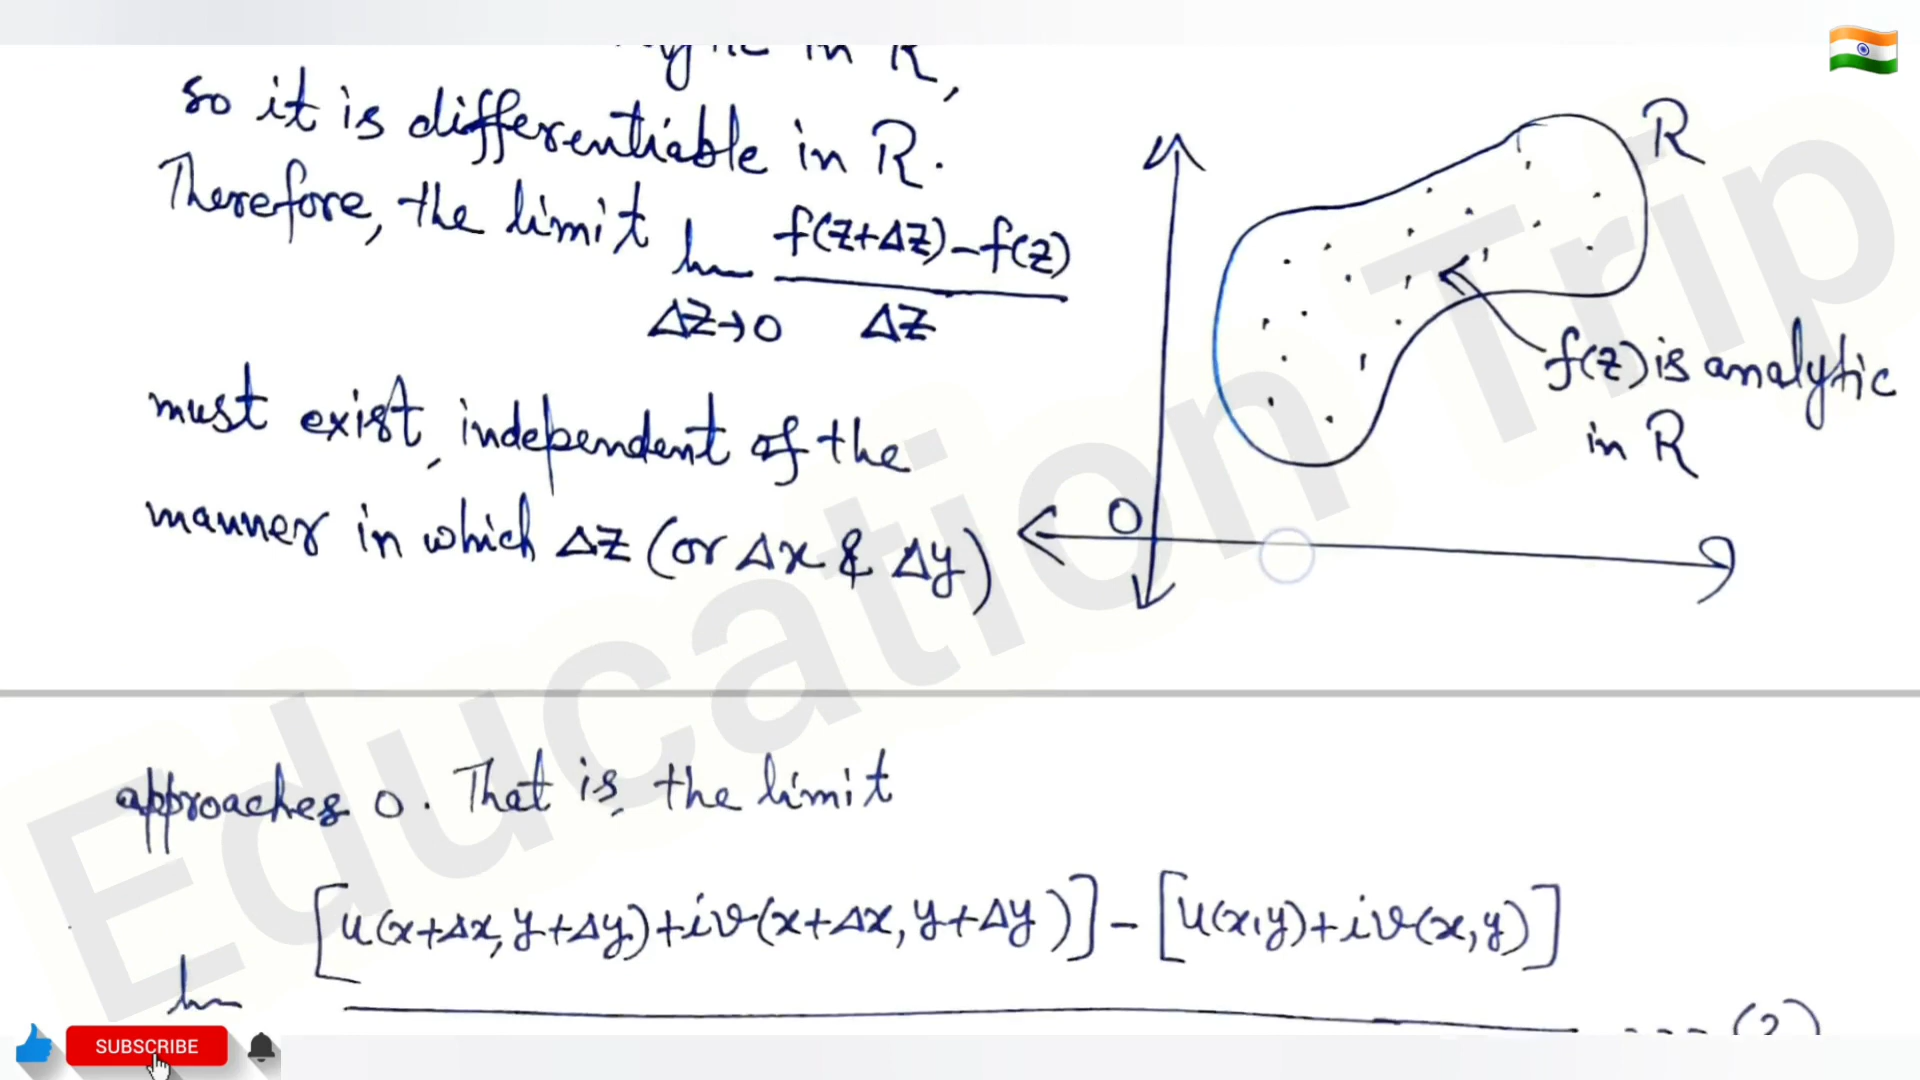 in R,
so it is differentiable in R.
Therefore, the limit lim f(z+Δz)-f(z)
Δz→0 Δz
must exist, independent of the
manner in which Δz (or Δx & Δy)
R
f(z) is analytic
in R
O
approaches 0. That is, the limit
[u(x+Δx, y+Δy)+iv(x+Δx, y+Δy)] - [u(x,y)+iv(x,y)]
lim
Education Trip
SUBSCRIBE